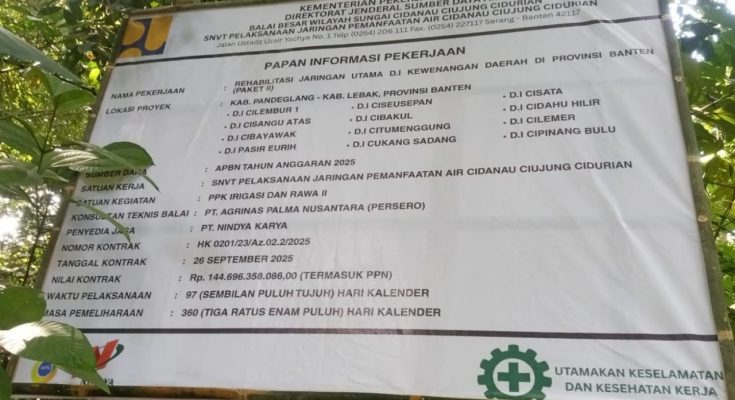 KEMENTERIAN PEKE
DIREKTORAT JENDERAL SUMBER DAYA
BALAI BESAR WILAYAH SUNGAI CIDANAU CIUJUNG CIDURIAN
SNVT PELAKSANAAN JARINGAN PEMANFAATAN AIR CIDANAU CIUJUNG CIDURIAN
Jalan Ustadz Uzair Yachya No. 1 Telp (0254) 206 111 Fax. (0254) 227117 Serang - Banten 42117
PAPAN INFORMASI PEKERJAAN
NAMA PEKERJAAN : REHABILITASI JARINGAN UTAMA D.I KEWENANGAN DAERAH DI PROVINSI BANTEN
(PAKET II)
LOKASI PROYEK : KAB. PANDEGLANG - KAB. LEBAK, PROVINSI BANTEN
• D.I CILEMBUR 1 • D.I CISEUSEPAN • D.I CISATA
• D.I CISANGU ATAS • D.I CIBAKUL • D.I CIDAHU HILIR
• D.I CIBAYAWAK • D.I CITUMENGGUNG • D.I CILEMER
• D.I PASIR EURIH • D.I CUKANG SADANG • D.I CIPINANG BULU
SUMBER DANA : APBN TAHUN ANGGARAN 2025
SATUAN KERJA : SNVT PELAKSANAAN JARINGAN PEMANFAATAN AIR CIDANAU CIUJUNG CIDURIAN
SATUAN KEGIATAN : PPK IRIGASI DAN RAWA II
KONSULTAN TEKNIS BALAI : PT. AGRINAS PALMA NUSANTARA (PERSERO)
PENYEDIA JASA : PT. NINDYA KARYA
NOMOR KONTRAK : HK 0201/23/Az.02.2/2025
TANGGAL KONTRAK : 26 SEPTEMBER 2025
NILAI KONTRAK : Rp. 144.696.358.086,00 (TERMASUK PPN)
WAKTU PELAKSANAAN : 97 (SEMBILAN PULUH TUJUH) HARI KALENDER
MASA PEMELIHARAAN : 360 (TIGA RATUS ENAM PULUH) HARI KALENDER
UTAMAKAN KESELAMATAN
DAN KESEHATAN KERJA